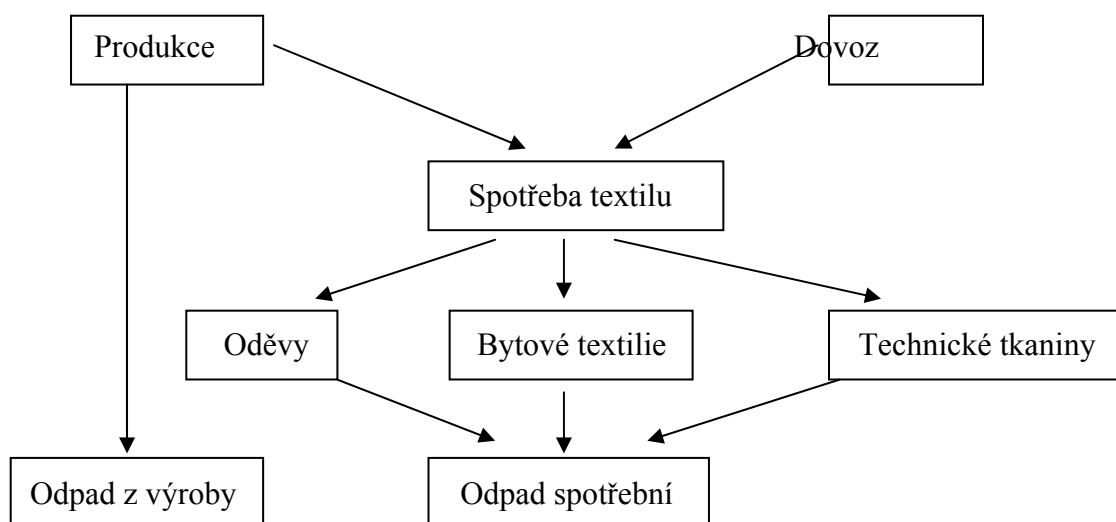 Produkce
Dovoz
Spotřeba textilu
Oděvy
Bytové textilie
Technické tkaniny
Odpad z výroby
Odpad spotřební